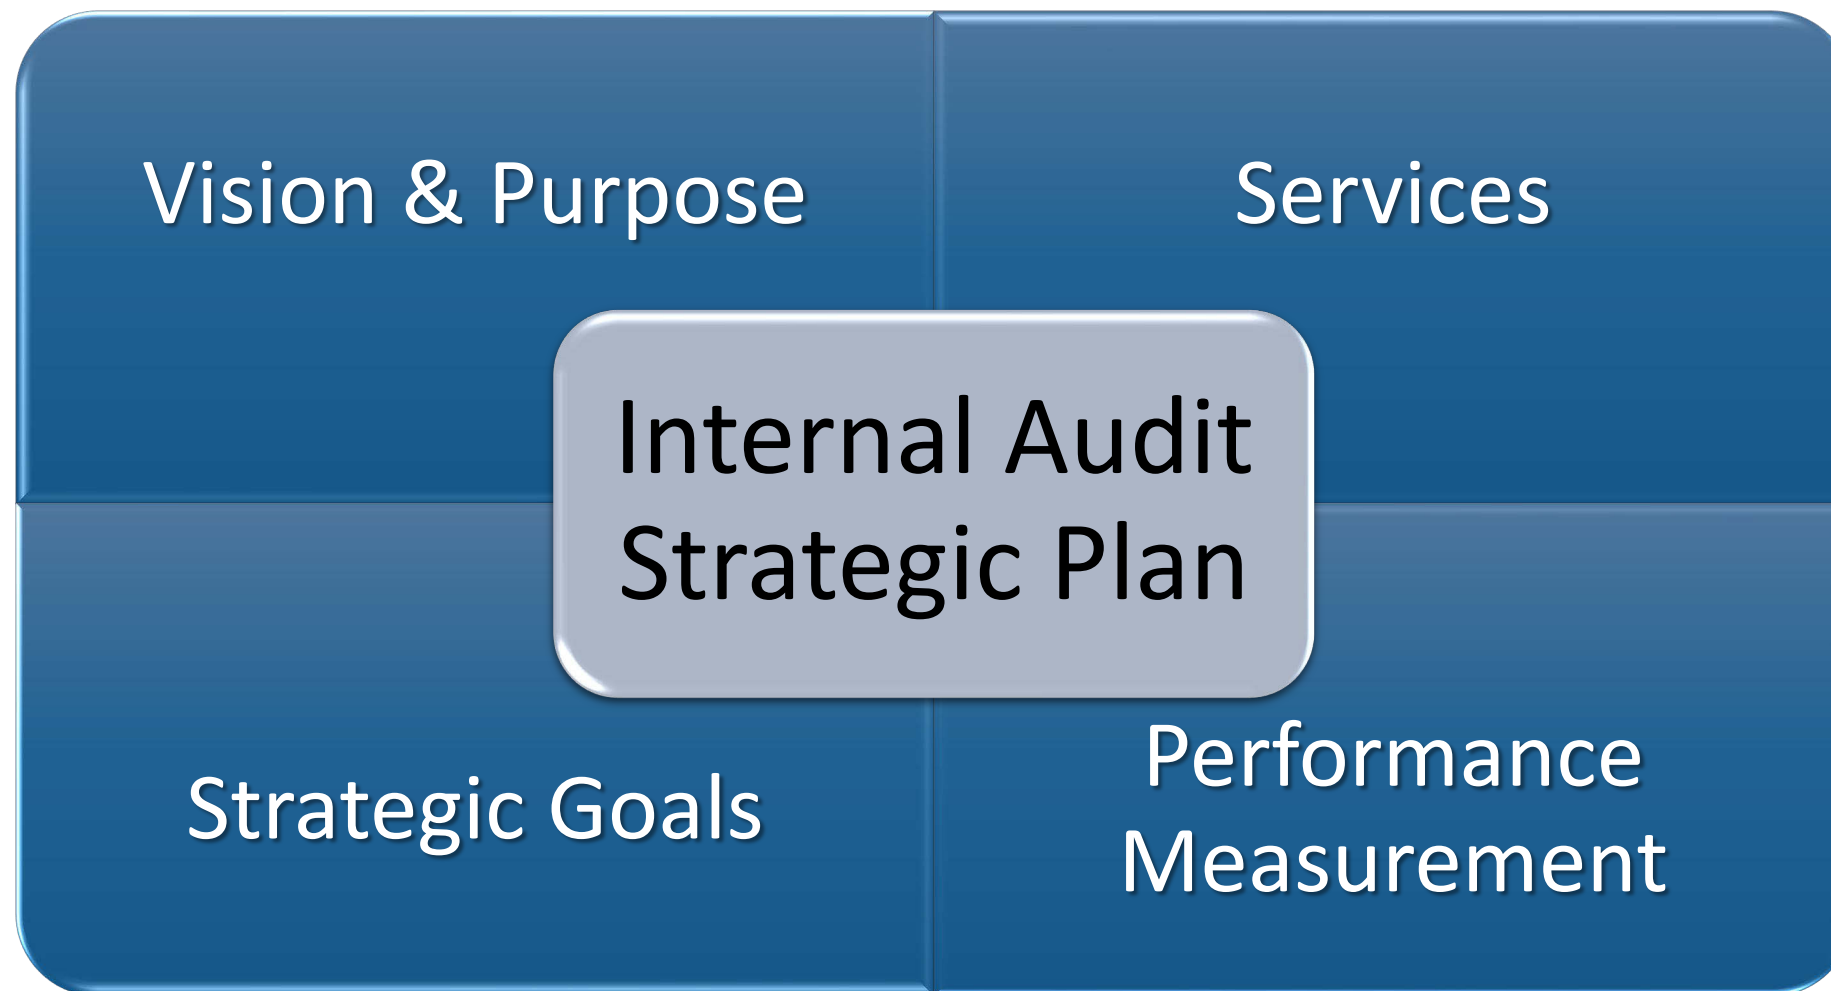 Vision & Purpose
Services
Internal Audit
Strategic Plan
Strategic Goals
Performance
Measurement